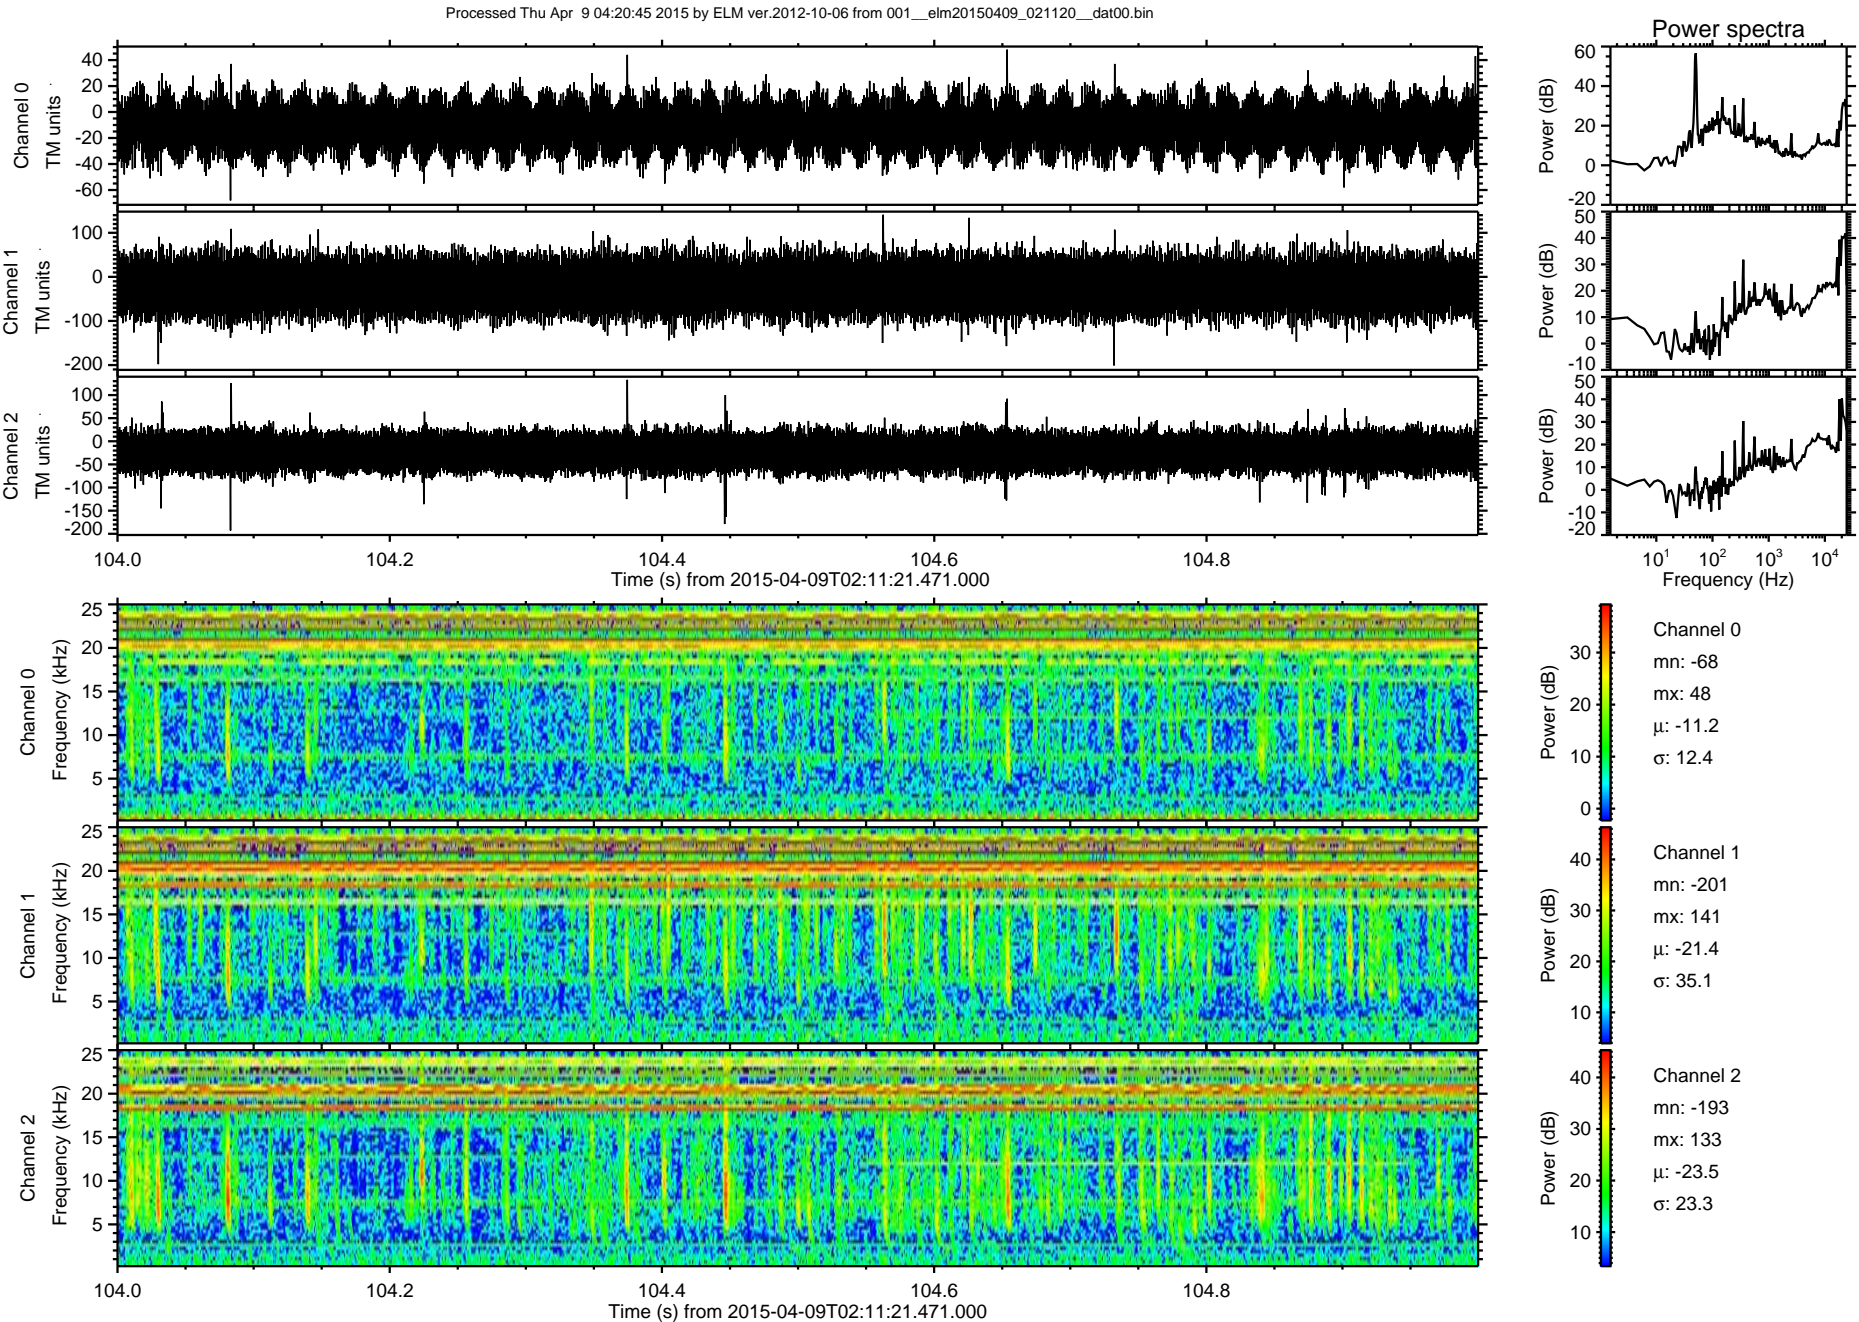 Processed Thu Apr  9 04:20:45 2015 by ELM ver.2012-10-06 from 001__elm20150409_021120__dat00.bin
Power spectra
Channel 0
TM units
40
20
0
-20
-40
-60
Power (dB)
60
40
20
0
-20
Channel 1
TM units
100
0
-100
-200
Power (dB)
50
40
30
20
10
0
-10
Channel 2
TM units
100
50
0
-50
-100
-150
-200
Power (dB)
50
40
30
20
10
0
-10
-20
104.0 104.2 104.4 104.6 104.8
Time (s) from 2015-04-09T02:11:21.471.000
10¹ 10² 10³ 10⁴
Frequency (Hz)
Channel 0
Frequency (kHz)
25
20
15
10
5
Power (dB)
30
20
10
0
Channel 0
mn: -68
mx: 48
μ: -11.2
σ: 12.4
Channel 1
Frequency (kHz)
25
20
15
10
5
Power (dB)
40
30
20
10
Channel 1
mn: -201
mx: 141
μ: -21.4
σ: 35.1
Channel 2
Frequency (kHz)
25
20
15
10
5
Power (dB)
40
30
20
10
Channel 2
mn: -193
mx: 133
μ: -23.5
σ: 23.3
104.0 104.2 104.4 104.6 104.8
Time (s) from 2015-04-09T02:11:21.471.000